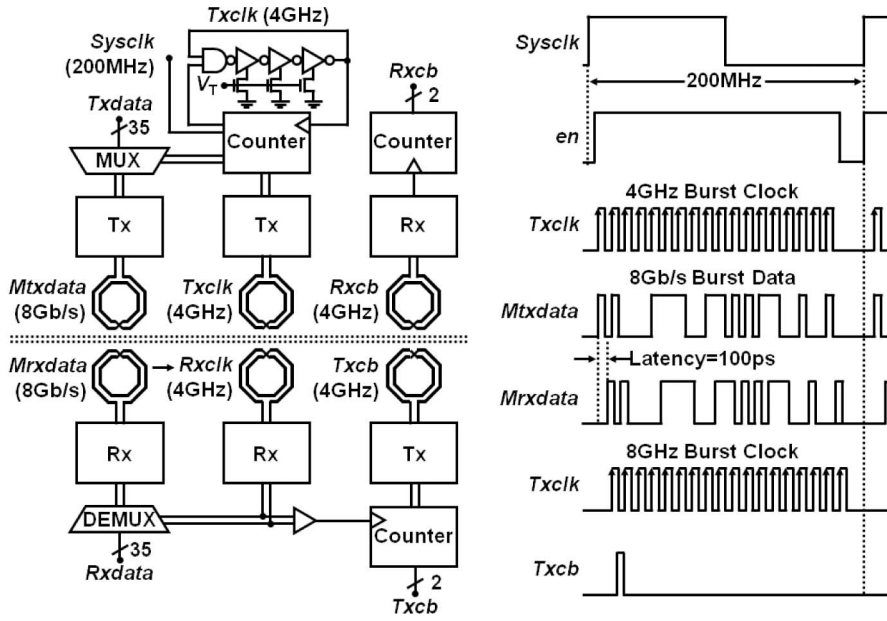 Txclk (4GHz)
Sysclk
(200MHz)
VT
Txdata
35
MUX
Counter
Rxcb
2
Counter
Tx
Tx
Rx
Mtxdata
(8Gb/s)
Txclk
(4GHz)
Rxcb
(4GHz)
Mrxdata
(8Gb/s)
Rxclk
(4GHz)
Txcb
(4GHz)
Rx
Rx
Tx
DEMUX
35
Rxdata
Counter
2
Txcb
Sysclk
200MHz
en
4GHz Burst Clock
Txclk
8Gb/s Burst Data
Mtxdata
Latency=100ps
Mrxdata
8GHz Burst Clock
Txclk
Txcb